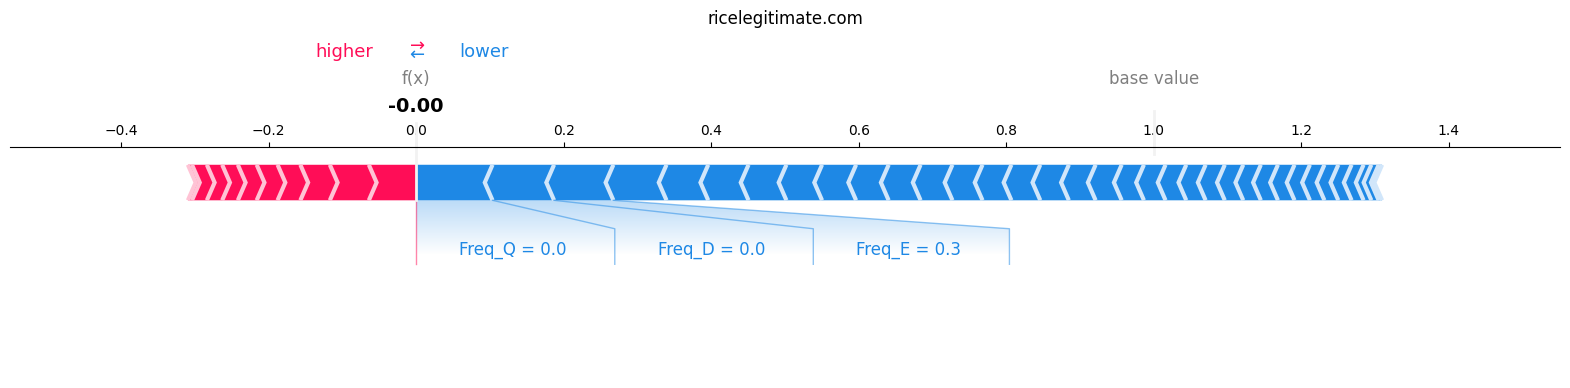 ricelegitimate.com
higher ⇄ lower
f(x)
base value
-0.00
−0.4 −0.2 0.0 0.2 0.4 0.6 0.8 1.0 1.2 1.4
Freq_Q = 0.0 Freq_D = 0.0 Freq_E = 0.3